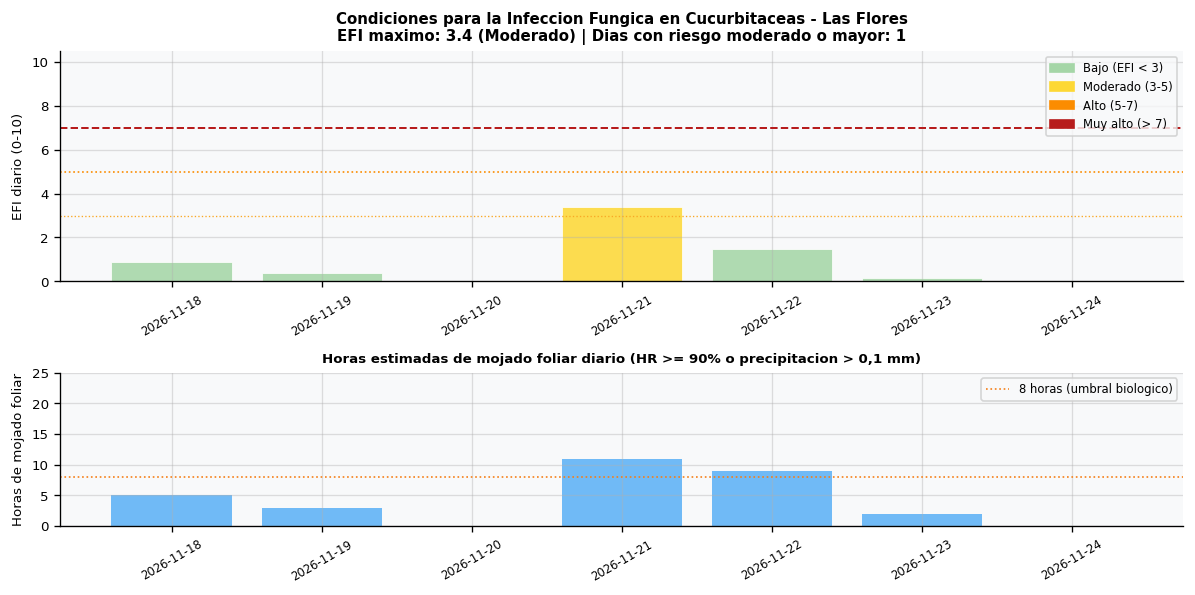 Condiciones para la Infeccion Fungica en Cucurbitaceas - Las Flores
EFI maximo: 3.4 (Moderado) | Dias con riesgo moderado o mayor: 1
EFI diario (0-10)
10
8
6
4
2
0
Bajo (EFI < 3)
Moderado (3-5)
Alto (5-7)
Muy alto (> 7)
2026-11-18
2026-11-19
2026-11-20
2026-11-21
2026-11-22
2026-11-23
2026-11-24
Horas estimadas de mojado foliar diario (HR >= 90% o precipitacion > 0,1 mm)
Horas de mojado foliar
25
20
15
10
5
0
8 horas (umbral biologico)
2026-11-18
2026-11-19
2026-11-20
2026-11-21
2026-11-22
2026-11-23
2026-11-24